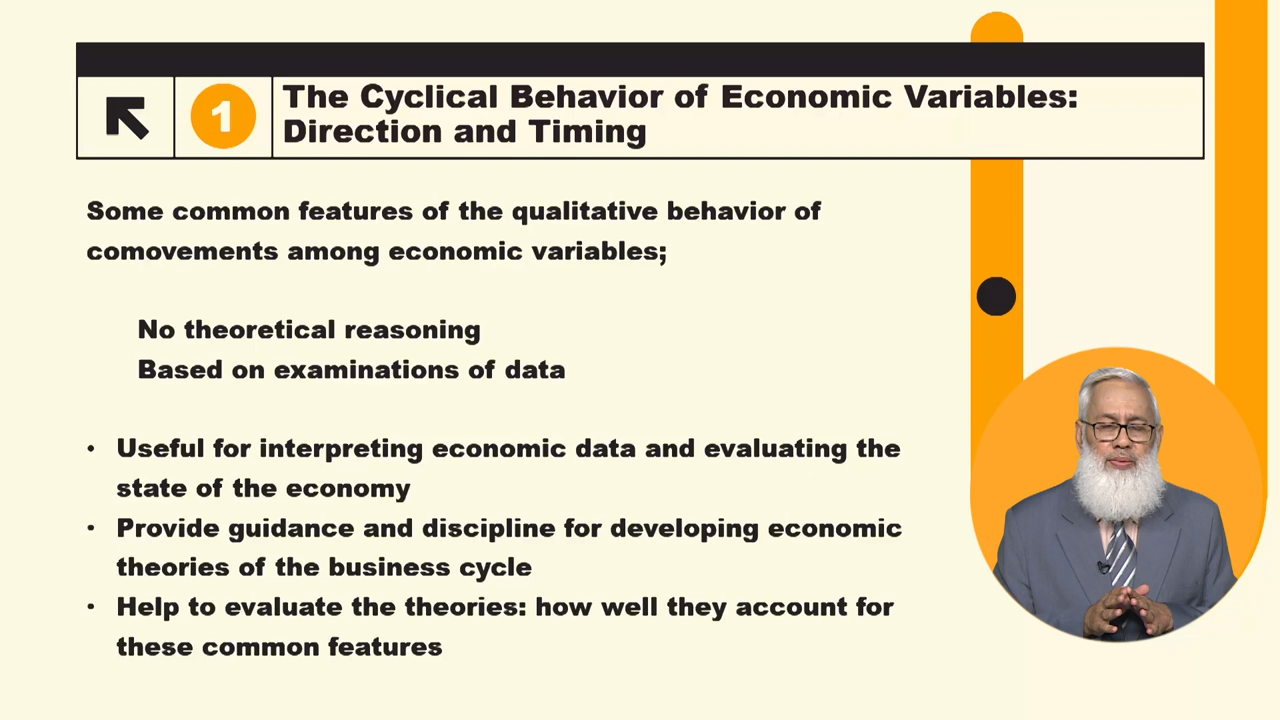 1
The Cyclical Behavior of Economic Variables:
Direction and Timing
Some common features of the qualitative behavior of
comovements among economic variables;
No theoretical reasoning
Based on examinations of data
• Useful for interpreting economic data and evaluating the
state of the economy
• Provide guidance and discipline for developing economic
theories of the business cycle
• Help to evaluate the theories: how well they account for
these common features